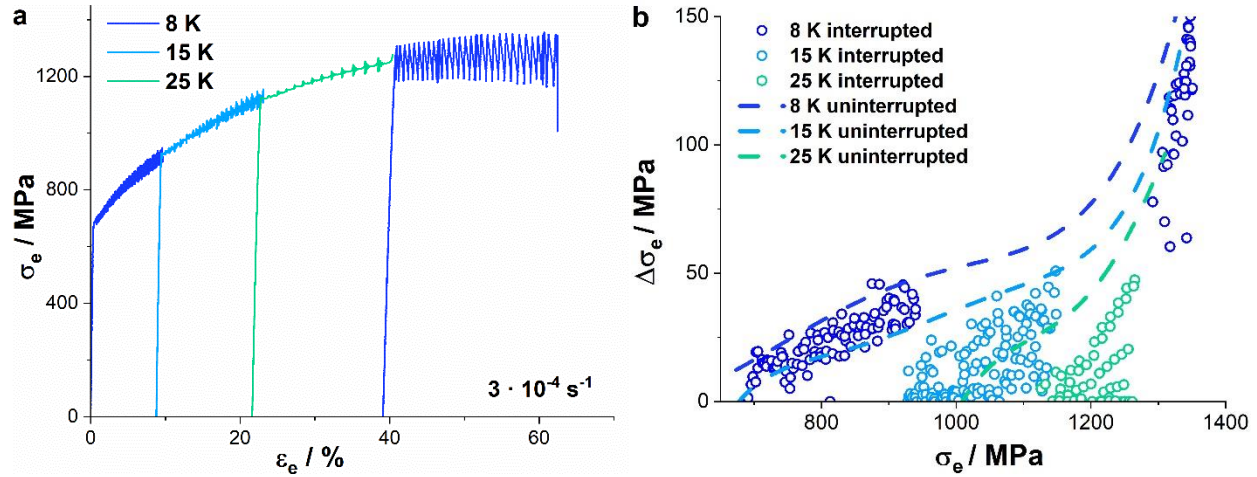 a
8 K
15 K
25 K
1200
800
400
0
0
20
40
60
σe / MPa
εe / %
3 · 10⁻⁴ s⁻¹
b
8 K interrupted
15 K interrupted
25 K interrupted
8 K uninterrupted
15 K uninterrupted
25 K uninterrupted
150
100
50
0
800
1000
1200
1400
Δσe / MPa
σe / MPa